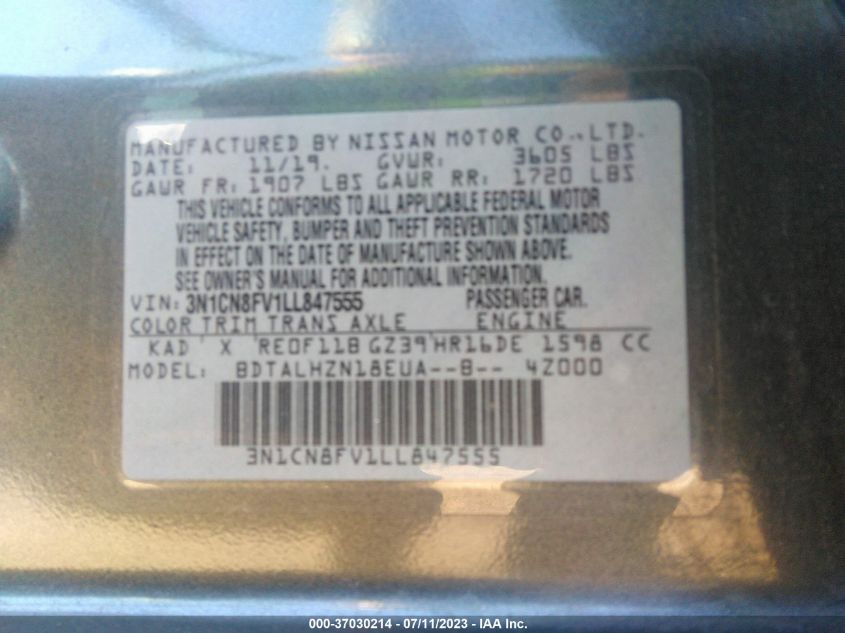 MANUFACTURED BY NISSAN MOTOR CO.,LTD.
DATE: 11/19. GVWR: 3605 LBS
GAWR FR: 1907 LBS GAWR RR: 1720 LBS
THIS VEHICLE CONFORMS TO ALL APPLICABLE FEDERAL MOTOR
VEHICLE SAFETY, BUMPER AND THEFT PREVENTION STANDARDS
IN EFFECT ON THE DATE OF MANUFACTURE SHOWN ABOVE.
SEE OWNER'S MANUAL FOR ADDITIONAL INFORMATION.
VIN: 3N1CN8FV1LL847555 PASSENGER CAR.
COLOR TRIM TRANS AXLE ENGINE
KAD X RE0F11B GZ39 HR16DE 1598 CC
MODEL: BDTALHZN18EUA--B-- 4Z000
3N1CN8FV1LL847555
000-37030214 - 07/11/2023 - IAA Inc.